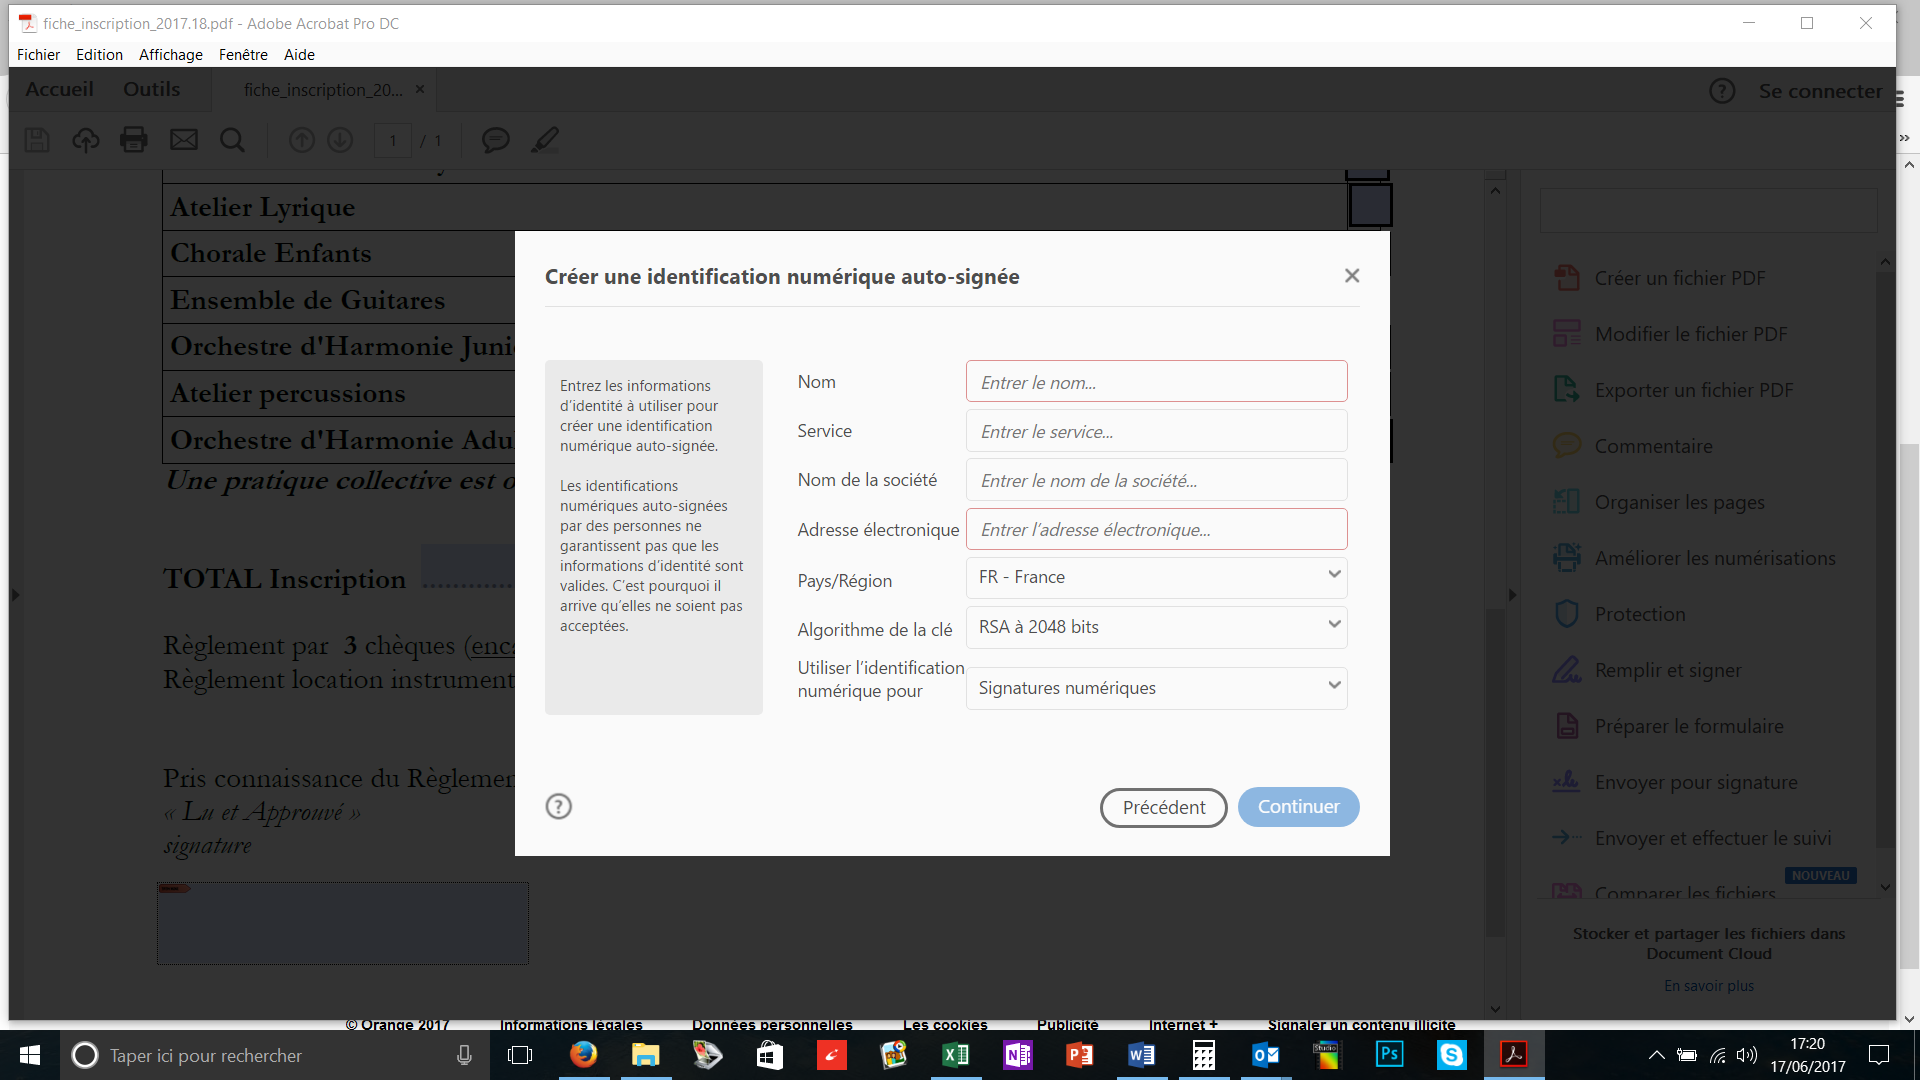 fiche_inscription_2017.18.pdf - Adobe Acrobat Pro DC
Fichier Edition Affichage Fenêtre Aide
Accueil Outils fiche_inscription_20... ×
? Se connecter
1 / 1
Atelier Lyrique
Chorale Enfants
Ensemble de Guitares
Orchestre d'Harmonie Juni
Atelier percussions
Orchestre d'Harmonie Adul
Une pratique collective est o
TOTAL Inscription ..............
Règlement par 3 chèques (enc
Règlement location instrument
Pris connaissance du Règlemen
« Lu et Approuvé »
signature
Créer une identification numérique auto-signée
Entrez les informations
d'identité à utiliser pour
créer une identification
numérique auto-signée.
Les identifications
numériques auto-signées
par des personnes ne
garantissent pas que les
informations d'identité sont
valides. C'est pourquoi il
arrive qu'elles ne soient pas
acceptées.
Nom Entrer le nom...
Service Entrer le service...
Nom de la société Entrer le nom de la société...
Adresse électronique Entrer l'adresse électronique...
Pays/Région FR - France
Algorithme de la clé RSA à 2048 bits
Utiliser l'identification
numérique pour Signatures numériques
? Précédent Continuer
Créer un fichier PDF
Modifier le fichier PDF
Exporter un fichier PDF
Commentaire
Organiser les pages
Améliorer les numérisations
Protection
Remplir et signer
Préparer le formulaire
Envoyer pour signature
Envoyer et effectuer le suivi
NOUVEAU
Comparer les fichiers
Stocker et partager les fichiers dans
Document Cloud
En savoir plus
© Orange 2017 Informations légales Données personnelles Les cookies Publicité Internet + Signaler un contenu illicite
Taper ici pour rechercher
17:20
17/06/2017